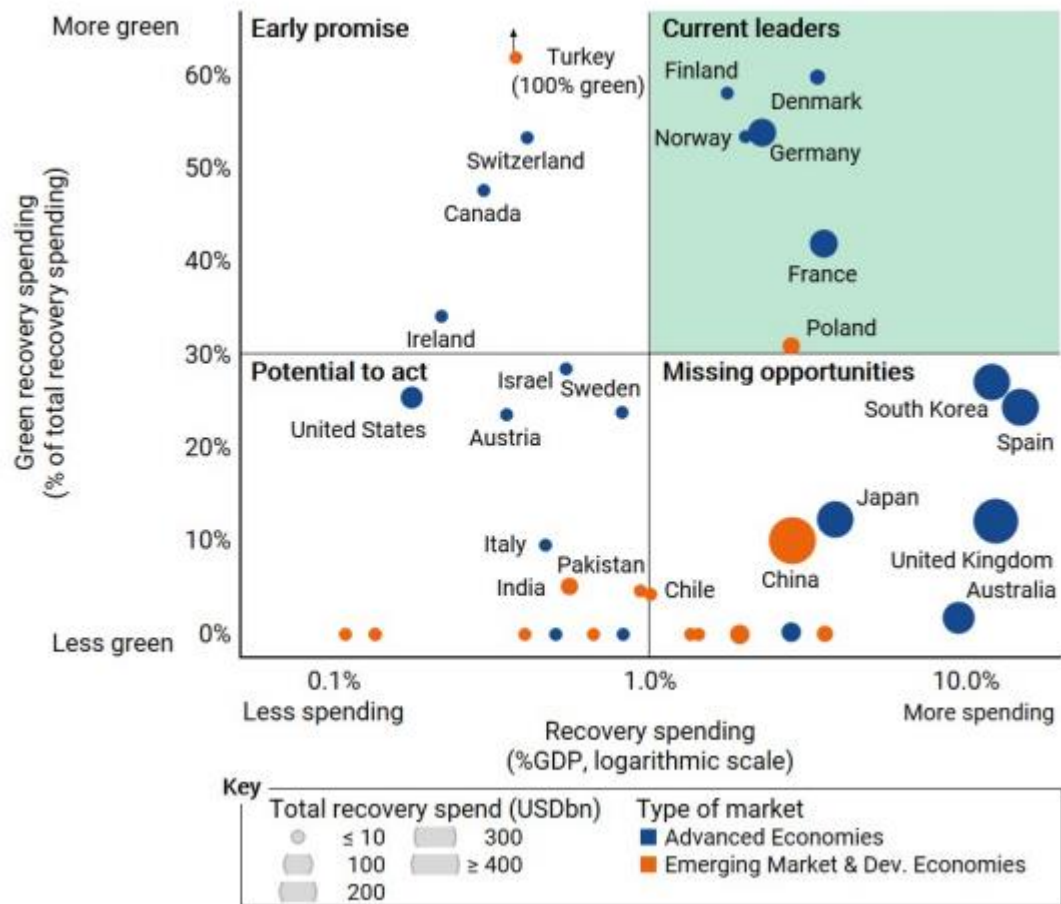 More green
Early promise
Current leaders
Turkey
(100% green)
Finland
Denmark
60%
Norway
Germany
Switzerland
50%
Canada
40%
France
Poland
Ireland
30%
Green recovery spending
(% of total recovery spending)
Potential to act
Missing opportunities
Israel
Sweden
United States
Austria
South Korea
Spain
20%
Japan
10%
Italy
Pakistan
India
Chile
China
United Kingdom
Australia
0%
Less green
0.1%
1.0%
10.0%
Less spending
More spending
Recovery spending
(%GDP, logarithmic scale)
Key
Total recovery spend (USDbn)
≤ 10
300
100
≥ 400
200
Type of market
Advanced Economies
Emerging Market & Dev. Economies